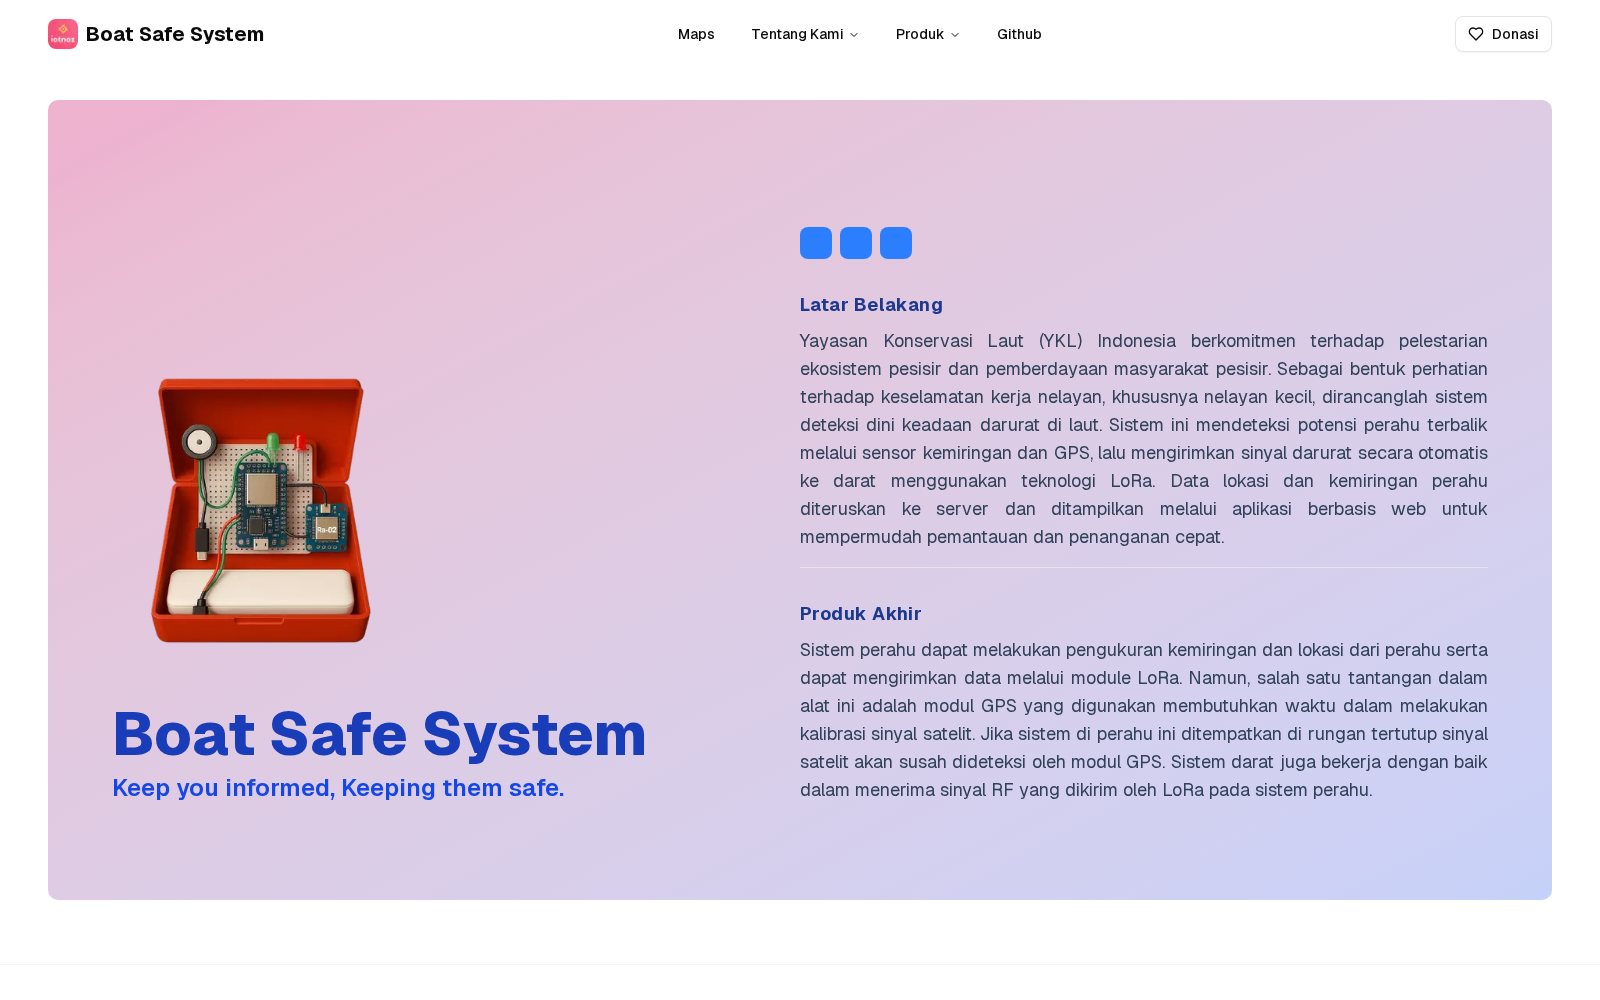 iotnoz
Boat Safe System
Maps
Tentang Kami
Produk
Github
Donasi
Ra-02
Boat Safe System
Keep you informed, Keeping them safe.
Latar Belakang
Yayasan Konservasi Laut (YKL) Indonesia berkomitmen terhadap pelestarian
ekosistem pesisir dan pemberdayaan masyarakat pesisir. Sebagai bentuk perhatian
terhadap keselamatan kerja nelayan, khususnya nelayan kecil, dirancanglah sistem
deteksi dini keadaan darurat di laut. Sistem ini mendeteksi potensi perahu terbalik
melalui sensor kemiringan dan GPS, lalu mengirimkan sinyal darurat secara otomatis
ke darat menggunakan teknologi LoRa. Data lokasi dan kemiringan perahu
diteruskan ke server dan ditampilkan melalui aplikasi berbasis web untuk
mempermudah pemantauan dan penanganan cepat.
Produk Akhir
Sistem perahu dapat melakukan pengukuran kemiringan dan lokasi dari perahu serta
dapat mengirimkan data melalui module LoRa. Namun, salah satu tantangan dalam
alat ini adalah modul GPS yang digunakan membutuhkan waktu dalam melakukan
kalibrasi sinyal satelit. Jika sistem di perahu ini ditempatkan di rungan tertutup sinyal
satelit akan susah dideteksi oleh modul GPS. Sistem darat juga bekerja dengan baik
dalam menerima sinyal RF yang dikirim oleh LoRa pada sistem perahu.